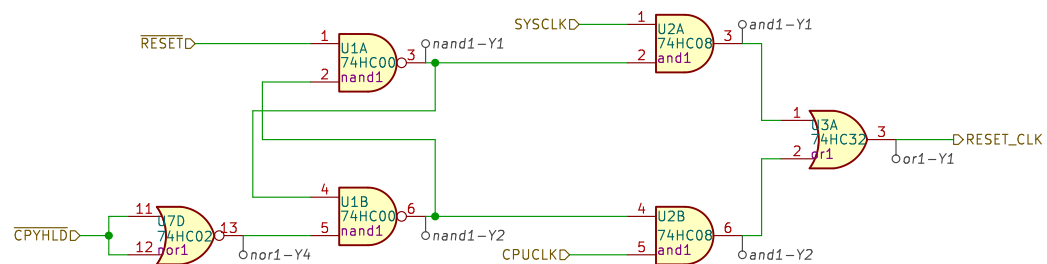 RESET
1
2
U1A
74HC00
nand1
3
nand1-Y1
SYSCLK
1
2
U2A
74HC08
and1
3
and1-Y1
1
2
U3A
74HC32
or1
3
or1-Y1
RESET_CLK
CPYHLD
11
12
U7D
74HC02
nor1
13
nor1-Y4
4
5
U1B
74HC00
nand1
6
nand1-Y2
CPUCLK
4
5
U2B
74HC08
and1
6
and1-Y2